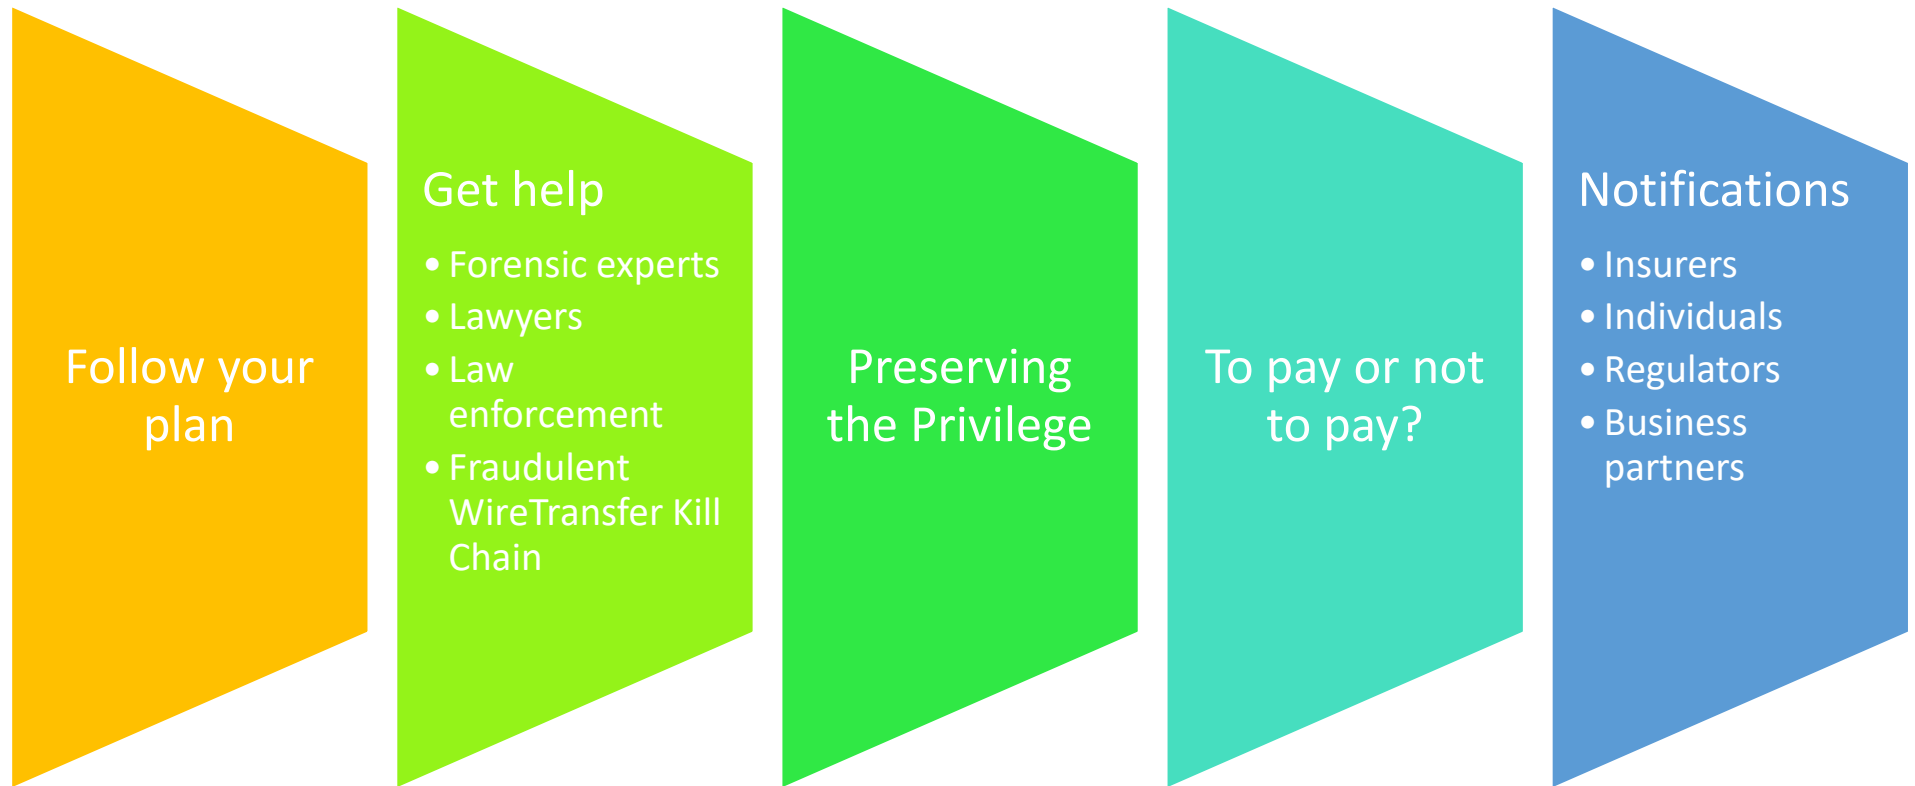 Follow your
plan
Get help
• Forensic experts
• Lawyers
• Law
enforcement
• Fraudulent
WireTransfer Kill
Chain
Preserving
the Privilege
To pay or not
to pay?
Notifications
• Insurers
• Individuals
• Regulators
• Business
partners